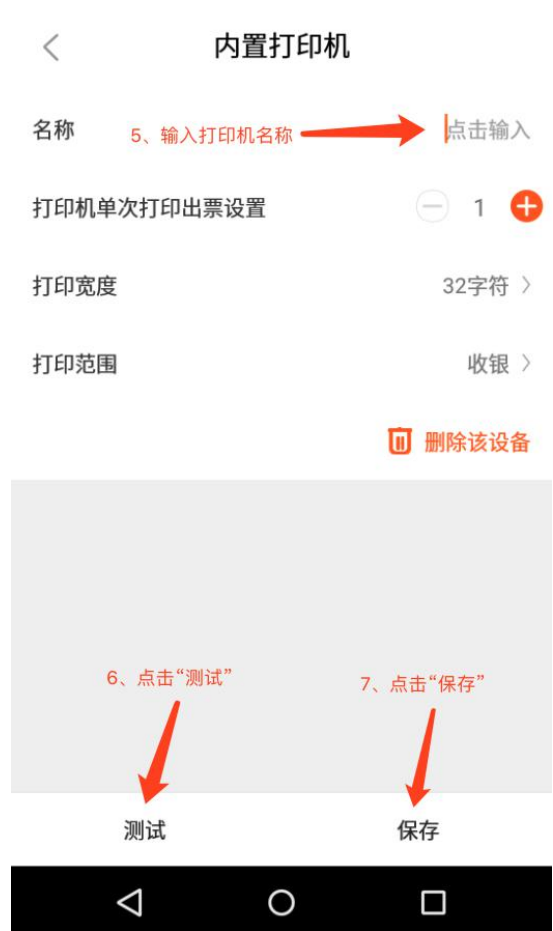 内置打印机
名称 5、输入打印机名称 点击输入
打印机单次打印出票设置 1
打印宽度 32字符
打印范围 收银
删除该设备
6、点击“测试” 7、点击“保存”
测试 保存